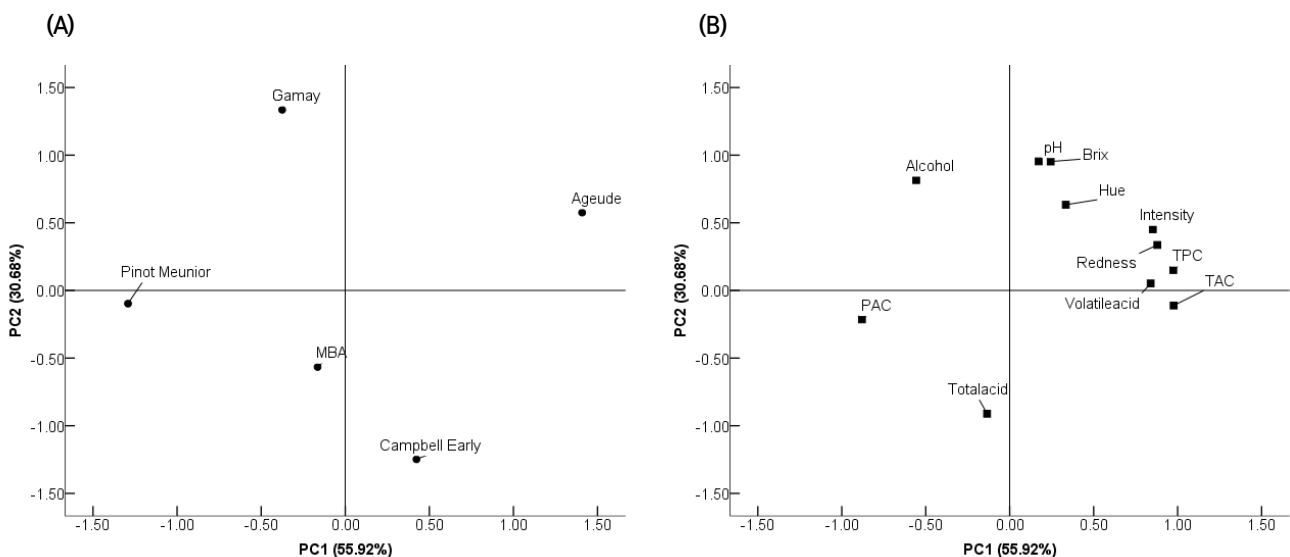 (A)
(B)
1.50
1.00
0.50
0.00
-0.50
-1.00
-1.50
PC2 (30.68%)
Gamay
Ageude
Pinot Meunior
MBA
Campbell Early
-1.50 -1.00 -0.50 0.00 0.50 1.00 1.50
PC1 (55.92%)
1.50
1.00
0.50
0.00
-0.50
-1.00
-1.50
PC2 (30.68%)
pH
Brix
Alcohol
Hue
Intensity
Redness
TPC
Volatileacid
TAC
PAC
Totalacid
-1.50 -1.00 -0.50 0.00 0.50 1.00 1.50
PC1 (55.92%)